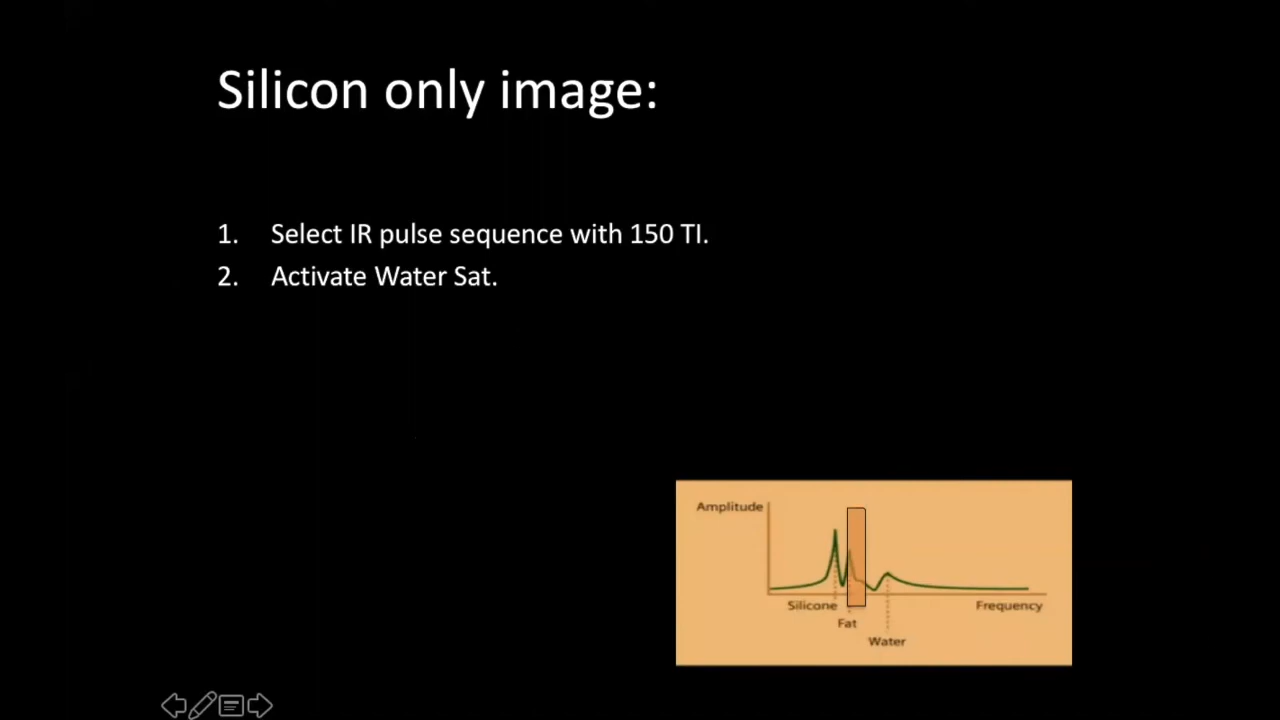 Silicon only image:
1. Select IR pulse sequence with 150 TI.
2. Activate Water Sat.
Amplitude
Silicone
Frequency
Fat
Water